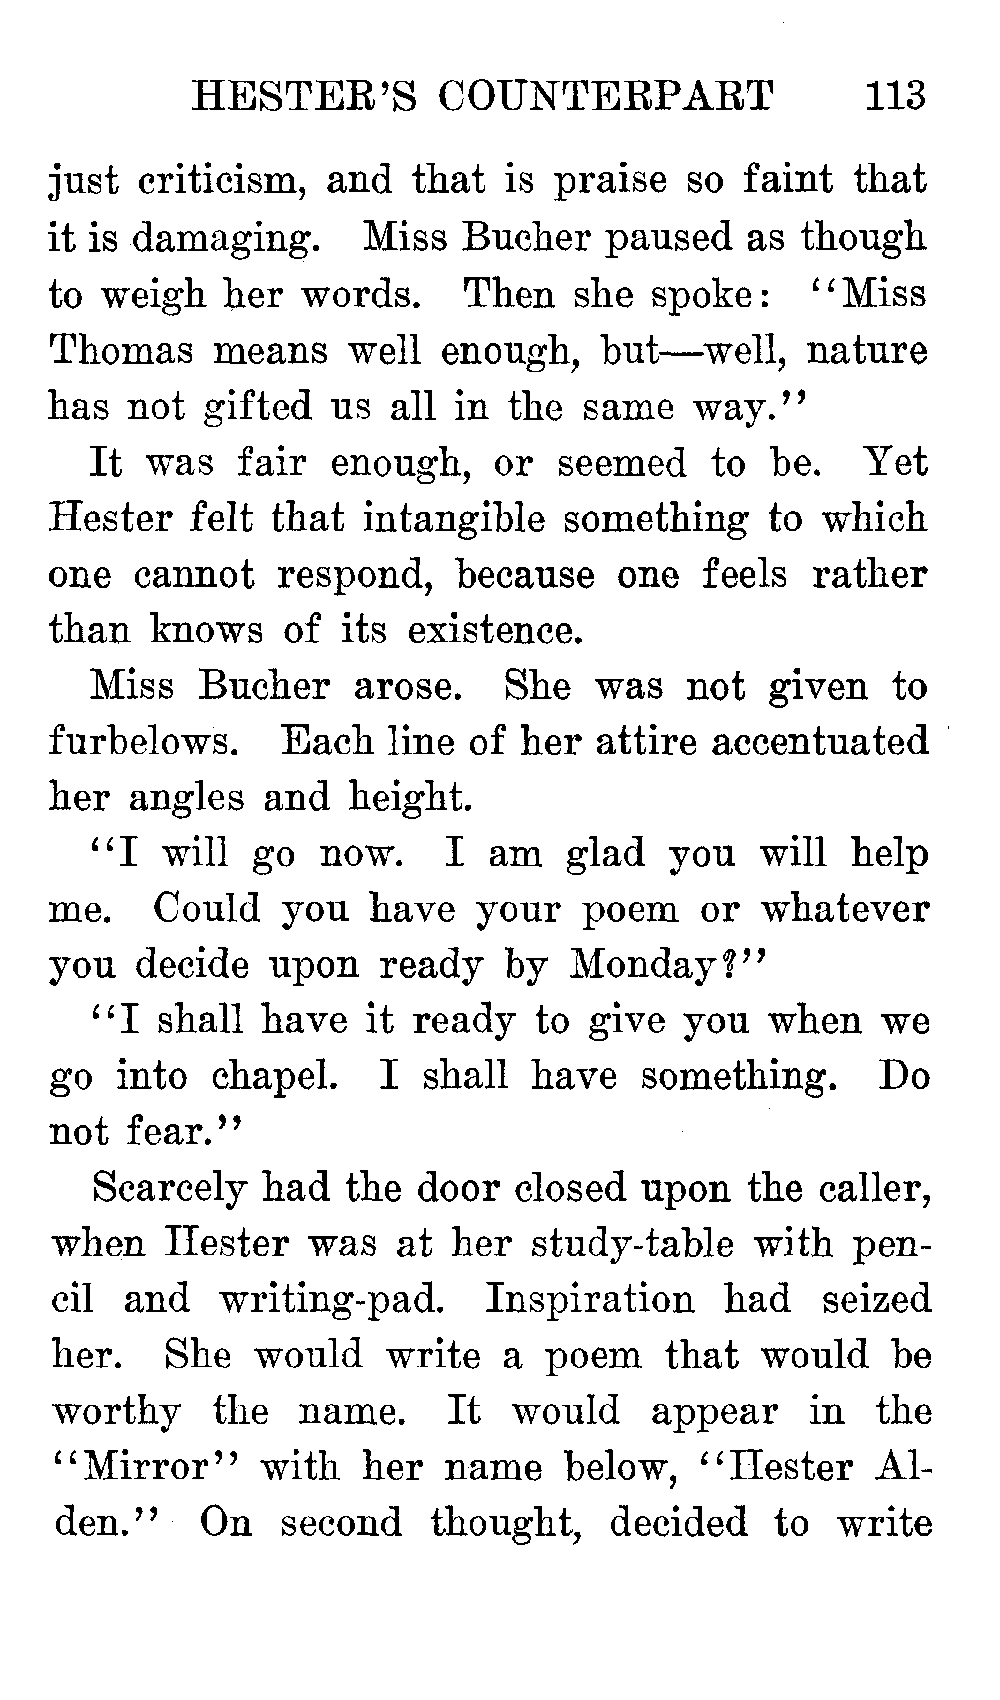 HESTER'S COUNTERPART 113
just criticism, and that is praise so faint that
it is damaging. Miss Bucher paused as though
to weigh her words. Then she spoke: "Miss
Thomas means well enough, but—well, nature
has not gifted us all in the same way."
It was fair enough, or seemed to be. Yet
Hester felt that intangible something to which
one cannot respond, because one feels rather
than knows of its existence.
Miss Bucher arose. She was not given to
furbelows. Each line of her attire accentuated
her angles and height.
"I will go now. I am glad you will help
me. Could you have your poem or whatever
you decide upon ready by Monday?"
"I shall have it ready to give you when we
go into chapel. I shall have something. Do
not fear."
Scarcely had the door closed upon the caller,
when Hester was at her study-table with pen-
cil and writing-pad. Inspiration had seized
her. She would write a poem that would be
worthy the name. It would appear in the
"Mirror" with her name below, "Hester Al-
den." On second thought, decided to write